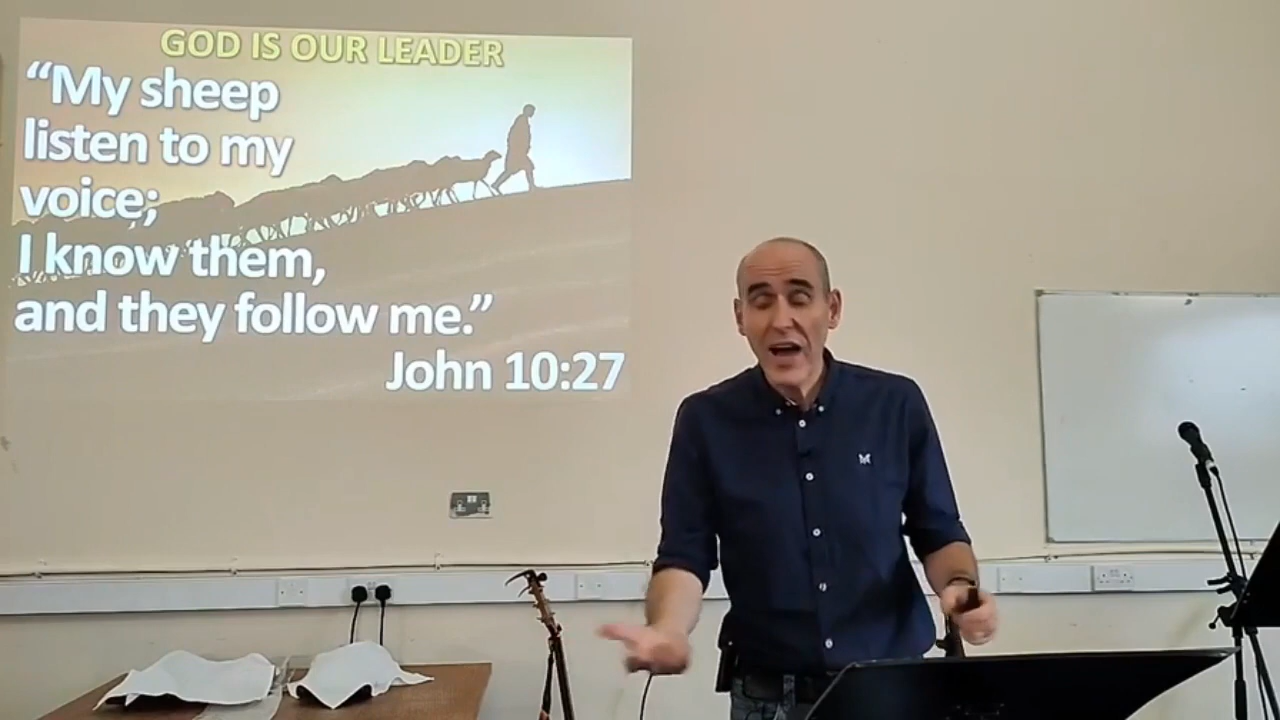 GOD IS OUR LEADER
“My sheep
listen to my
voice;
I know them,
and they follow me.”
John 10:27